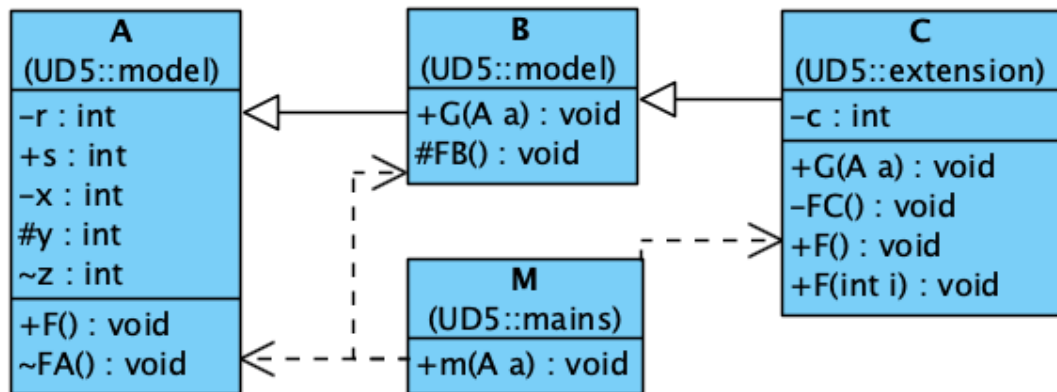 A
(UD5::model)
–r : int
+s : int
–x : int
#y : int
~z : int
+F() : void
~FA() : void
B
(UD5::model)
+G(A a) : void
#FB() : void
C
(UD5::extension)
–c : int
+G(A a) : void
–FC() : void
+F() : void
+F(int i) : void
M
(UD5::mains)
+m(A a) : void